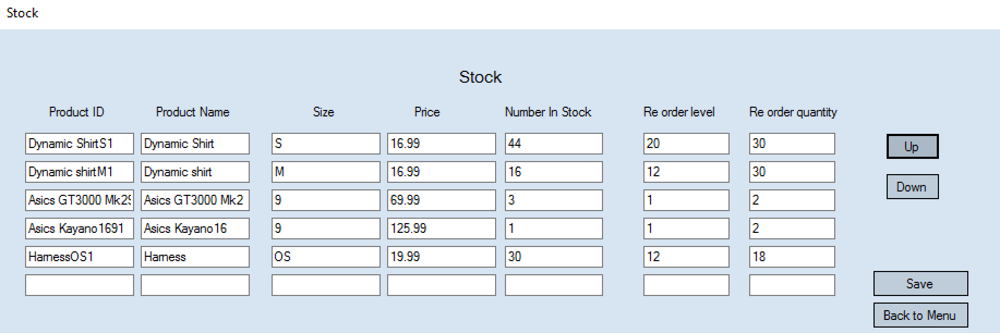 Stock
Stock
Product ID Product Name Size Price Number In Stock Re order level Re order quantity
Dynamic ShirtS1 Dynamic Shirt S 16.99 44 20 30 Up
Dynamic shirtM1 Dynamic shirt M 16.99 16 12 30
Down
Asics GT3000 Mk2 Asics GT3000 Mk2 9 69.99 3 1 2
Asics Kayano1691 Asics Kayano16 9 125.99 1 1 2
HarnessOS1 Harness OS 19.99 30 12 18
Save
Back to Menu